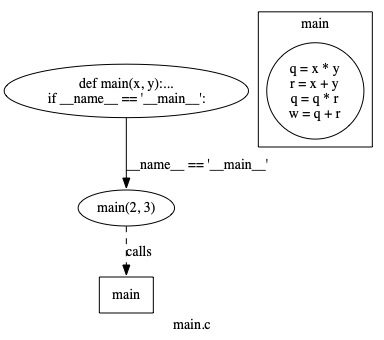 main
q = x * y
r = x + y
q = q * r
w = q + r
def main(x, y):...
if __name__ == '__main__':
__name__ == '__main__'
main(2, 3)
calls
main
main.c